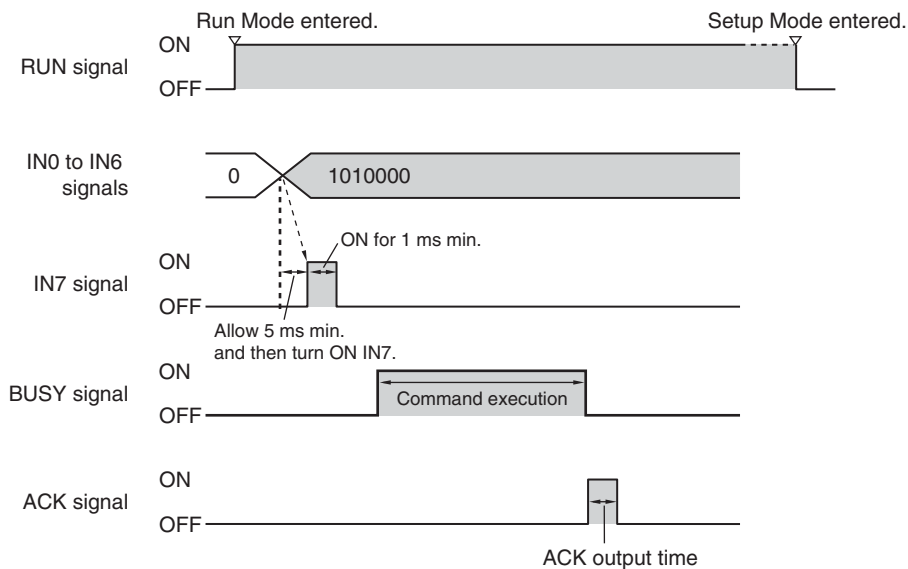 Run Mode entered.
Setup Mode entered.
ON
RUN signal
OFF
IN0 to IN6
signals
0
1010000
ON for 1 ms min.
ON
IN7 signal
OFF
Allow 5 ms min.
and then turn ON IN7.
ON
BUSY signal
Command execution
OFF
ON
ACK signal
OFF
ACK output time